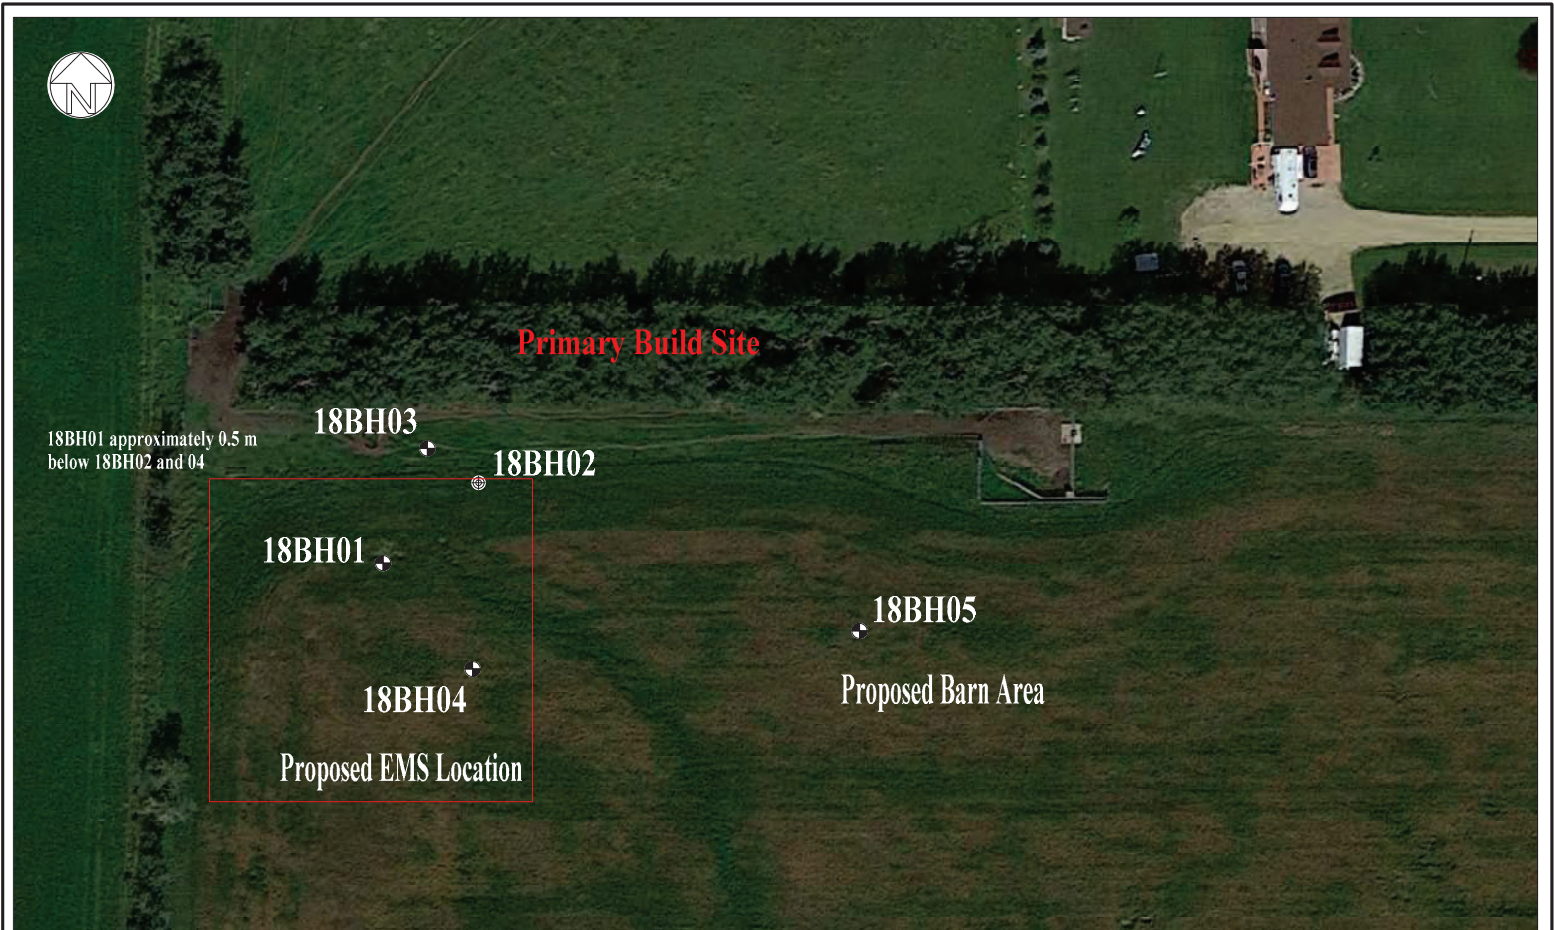 N
Primary Build Site
18BH03
18BH01 approximately 0.5 m
below 18BH02 and 04
18BH02
18BH01
18BH05
18BH04
Proposed Barn Area
Proposed EMS Location